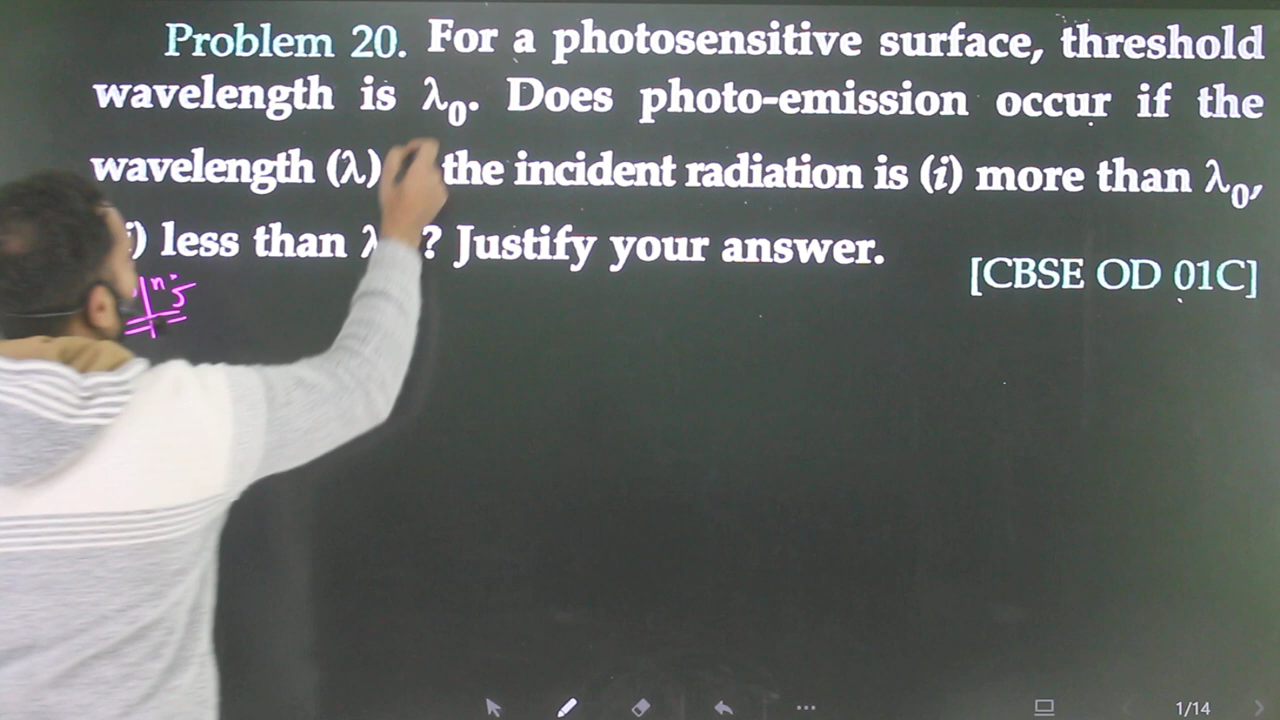 Problem 20. For a photosensitive surface, threshold
wavelength is λ₀. Does photo-emission occur if the
wavelength (λ) the incident radiation is (i) more than λ₀,
i) less than λ ? Justify your answer.
[CBSE OD 01C]
1/14